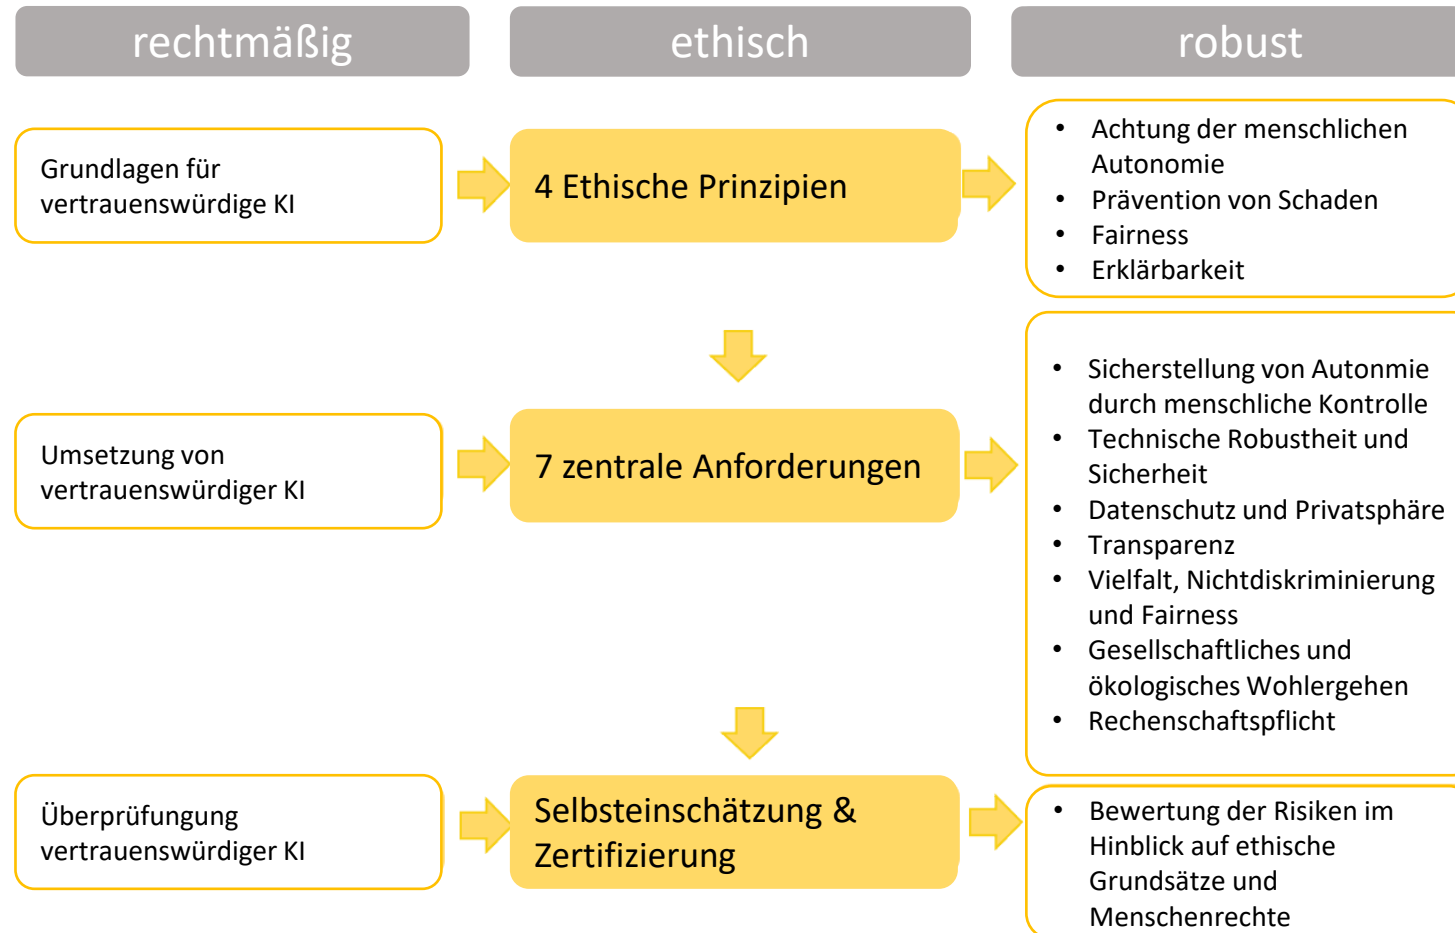 rechtmäßig
ethisch
robust
Grundlagen für
vertrauenswürdige KI
4 Ethische Prinzipien
• Achtung der menschlichen
Autonomie
• Prävention von Schaden
• Fairness
• Erklärbarkeit
Umsetzung von
vertrauenswürdiger KI
7 zentrale Anforderungen
• Sicherstellung von Autonmie
durch menschliche Kontrolle
• Technische Robustheit und
Sicherheit
• Datenschutz und Privatsphäre
• Transparenz
• Vielfalt, Nichtdiskriminierung
und Fairness
• Gesellschaftliches und
ökologisches Wohlergehen
• Rechenschaftspflicht
Überprüfungung
vertrauenswürdiger KI
Selbsteinschätzung &
Zertifizierung
• Bewertung der Risiken im
Hinblick auf ethische
Grundsätze und
Menschenrechte